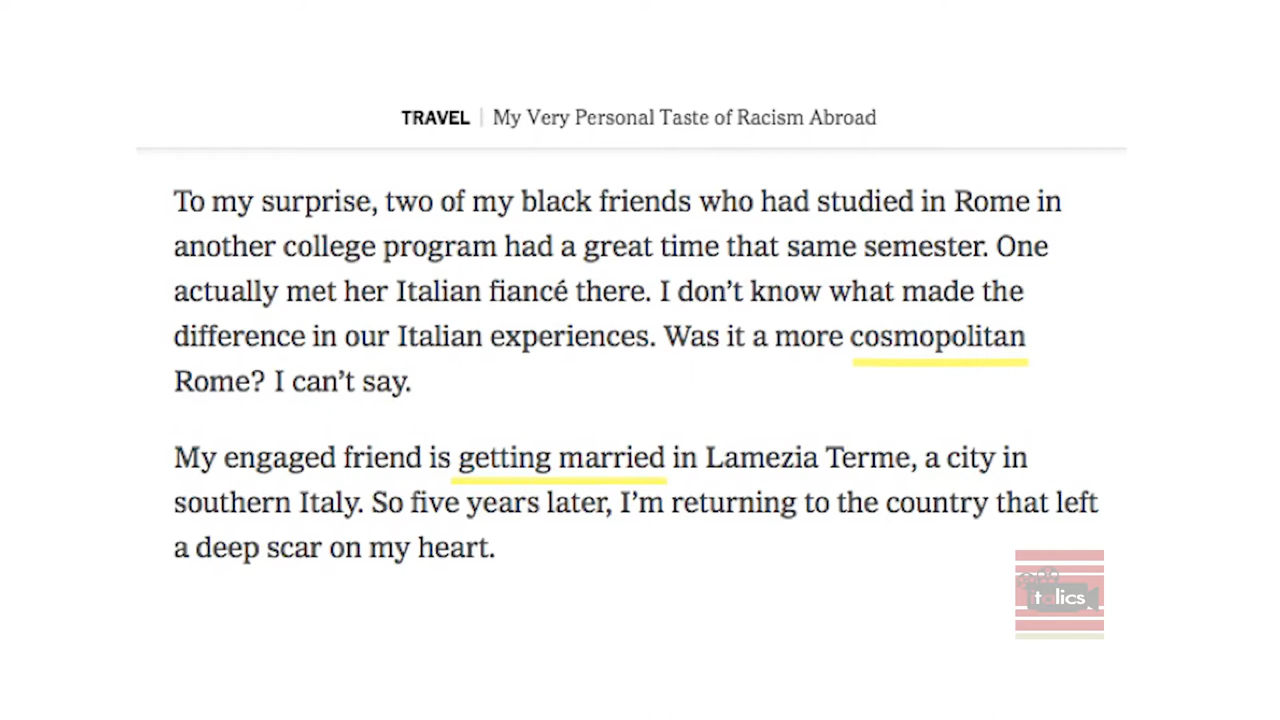 TRAVEL | My Very Personal Taste of Racism Abroad
To my surprise, two of my black friends who had studied in Rome in
another college program had a great time that same semester. One
actually met her Italian fiancé there. I don’t know what made the
difference in our Italian experiences. Was it a more cosmopolitan
Rome? I can’t say.
My engaged friend is getting married in Lamezia Terme, a city in
southern Italy. So five years later, I’m returning to the country that left
a deep scar on my heart.
italics